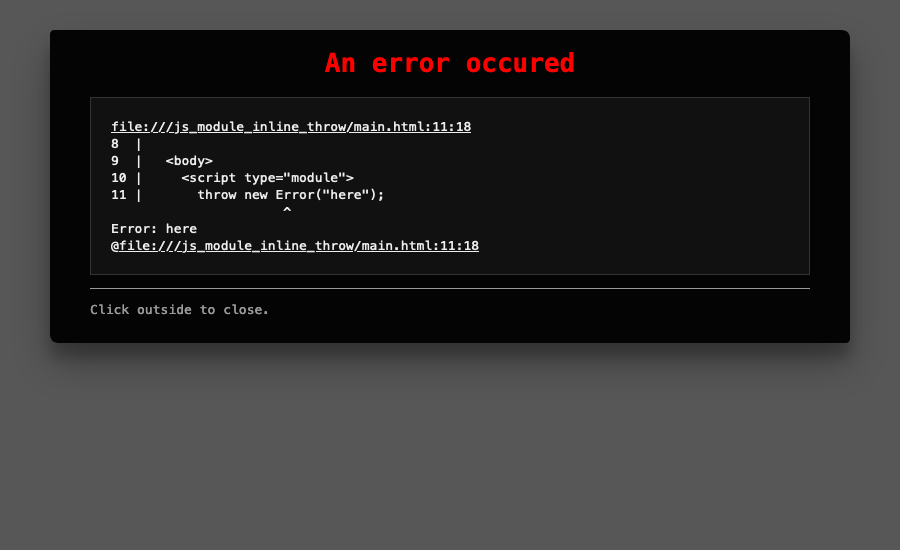 An error occured
file:///js_module_inline_throw/main.html:11:18
8  |
9  |   <body>
10 |     <script type="module">
11 |       throw new Error("here");
^
Error: here
@file:///js_module_inline_throw/main.html:11:18
Click outside to close.